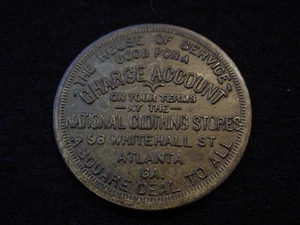 "THE HOUSE OF SERVICE"
GOOD FOR A
CHARGE ACCOUNT
ON YOUR TERMS
AT THE
NATIONAL CLOTHING STORES
98 WHITEHALL ST
ATLANTA
GA.
A SQUARE DEAL TO ALL